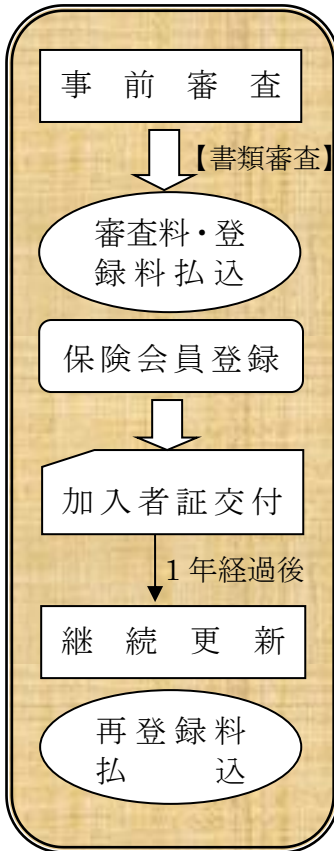 事前審査
【書類審査】
審査料・登
録料払込
保険会員登録
加入者証交付
1年経過後
継続更新
再登録料
払込